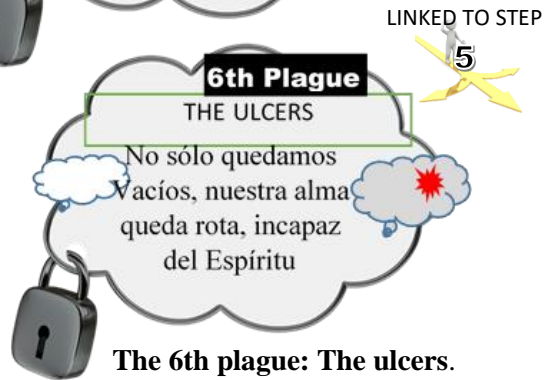 LINKED TO STEP
5
6th Plague
THE ULCERS
No sólo quedamos
Vacíos, nuestra alma
queda rota, incapaz
del Espíritu
The 6th plague: The ulcers.